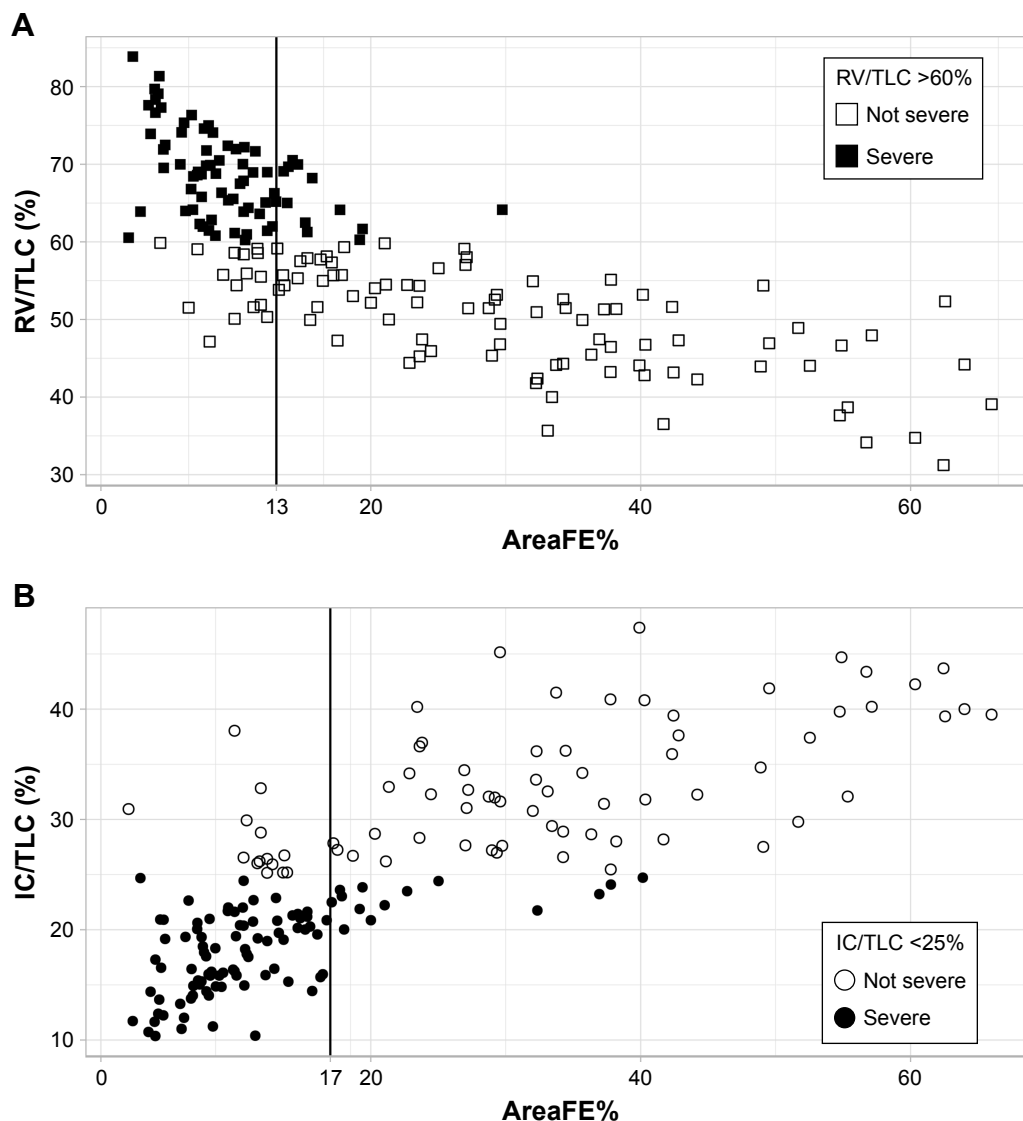 A
80
70
60
50
40
30
RV/TLC (%)
RV/TLC >60%
Not severe
Severe
0
13
20
40
60
AreaFE%
B
40
30
20
10
IC/TLC (%)
IC/TLC <25%
Not severe
Severe
0
17
20
40
60
AreaFE%